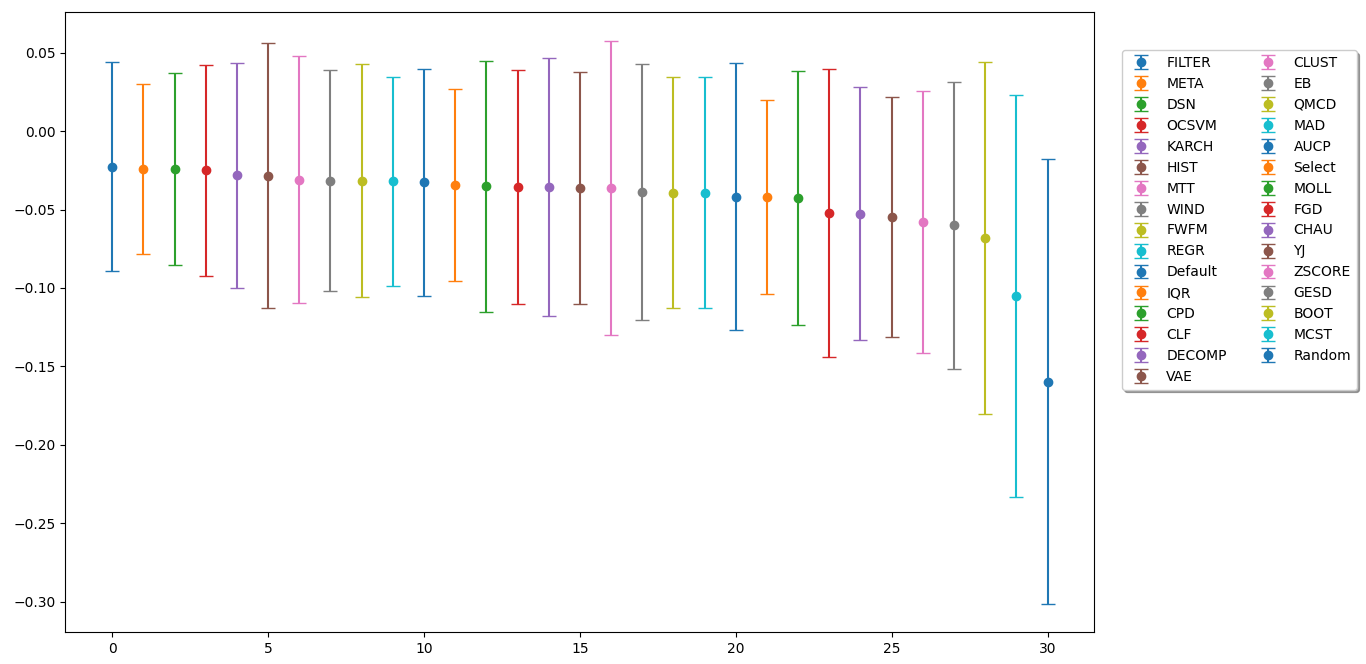 0.05
0.00
−0.05
−0.10
−0.15
−0.20
−0.25
−0.30
0 5 10 15 20 25 30
FILTER CLUST
META EB
DSN QMCD
OCSVM MAD
KARCH AUCP
HIST Select
MTT MOLL
WIND FGD
FWFM CHAU
REGR YJ
Default ZSCORE
IQR GESD
CPD BOOT
CLF MCST
DECOMP Random
VAE